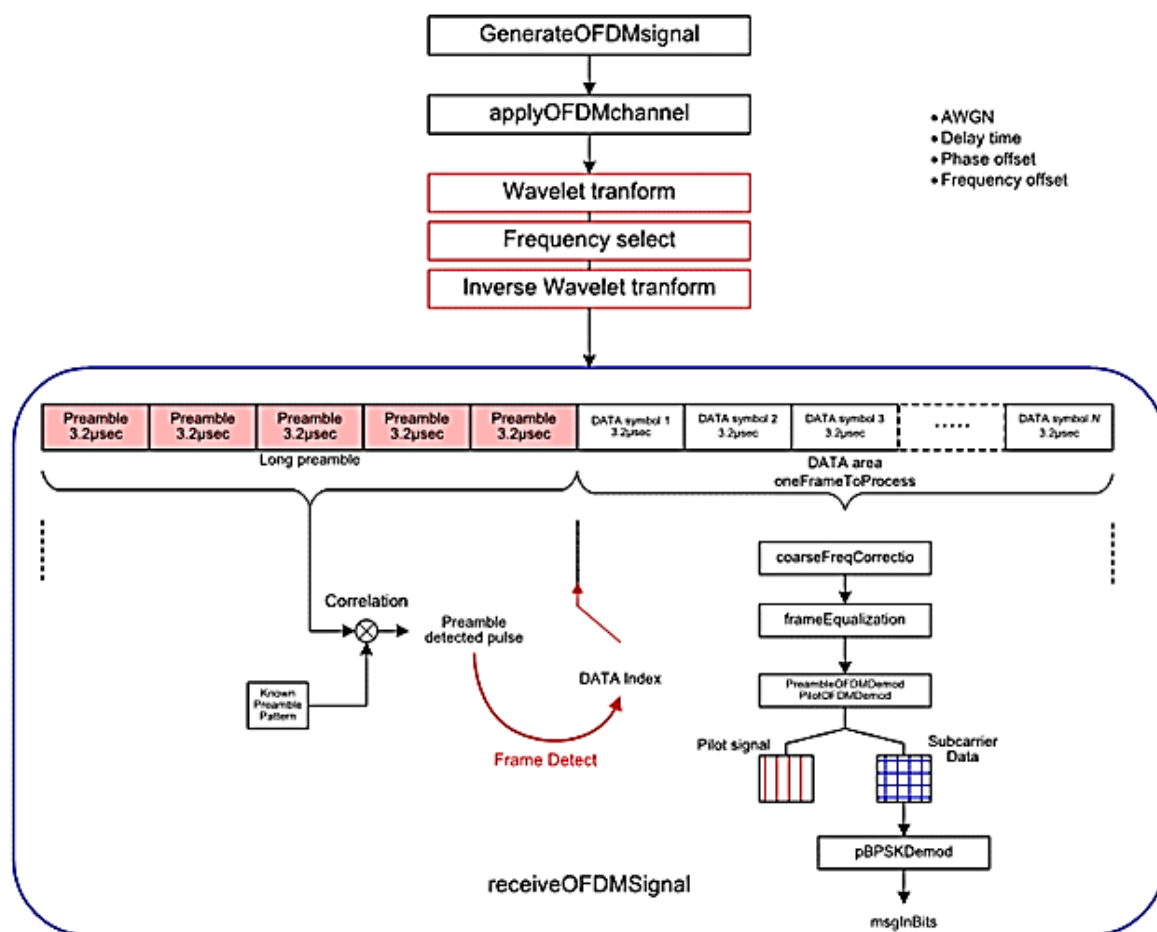 GenerateOFDMsignal
applyOFDMchannel
• AWGN
• Delay time
• Phase offset
• Frequency offset
Wavelet tranform
Frequency select
Inverse Wavelet tranform
Preamble
3.2µsec
Preamble
3.2µsec
Preamble
3.2µsec
Preamble
3.2µsec
Preamble
3.2µsec
DATA symbol 1
3.2µsec
DATA symbol 2
3.2µsec
DATA symbol 3
3.2µsec
.....
DATA symbol N
3.2µsec
Long preamble
DATA area
oneFrameToProcess
coarseFreqCorrectio
frameEqualization
PreambleOFDMDemod
PilotOFDMDemod
Correlation
Preamble
detected pulse
Known
Preamble
Pattern
DATA Index
Frame Detect
Pilot signal
Subcarrier
Data
pBPSKDemod
msgInBits
receiveOFDMSignal